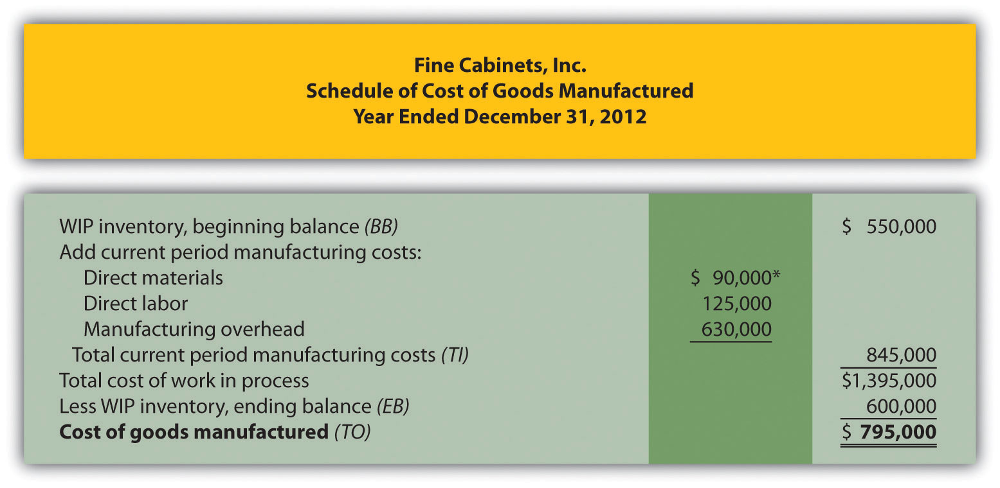 Fine Cabinets, Inc.
Schedule of Cost of Goods Manufactured
Year Ended December 31, 2012
WIP inventory, beginning balance (BB) $ 550,000
Add current period manufacturing costs:
Direct materials $ 90,000*
Direct labor 125,000
Manufacturing overhead 630,000
Total current period manufacturing costs (TI) 845,000
Total cost of work in process $1,395,000
Less WIP inventory, ending balance (EB) 600,000
Cost of goods manufactured (TO) $ 795,000